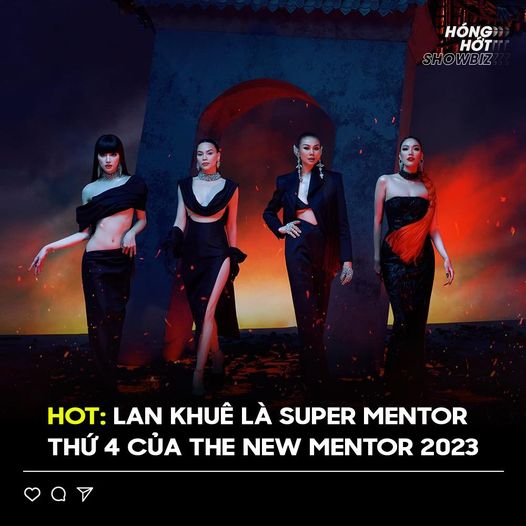 HÓNG
HỚT
SHOWBIZ
HOT: LAN KHUÊ LÀ SUPER MENTOR
THỨ 4 CỦA THE NEW MENTOR 2023